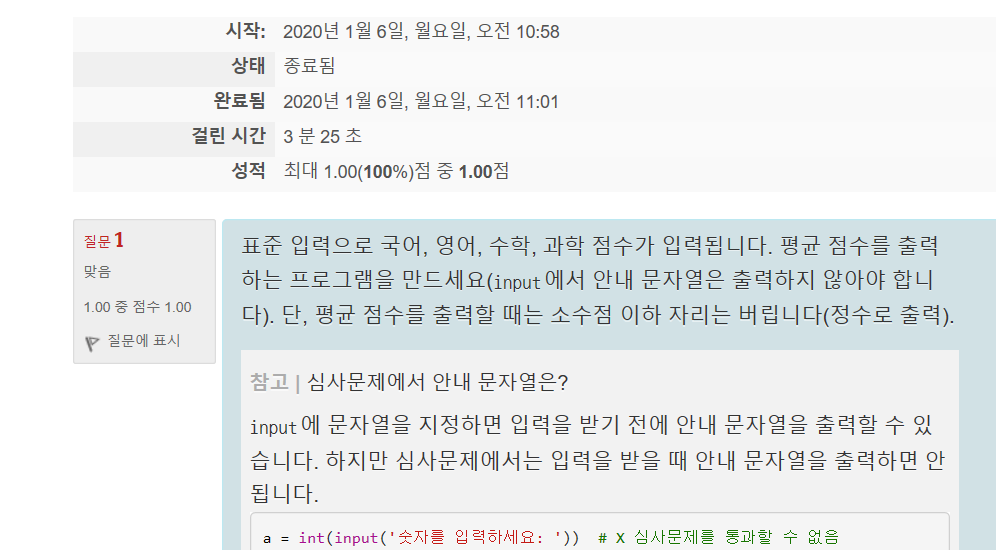 시작: 2020년 1월 6일, 월요일, 오전 10:58
상태 종료됨
완료됨 2020년 1월 6일, 월요일, 오전 11:01
걸린 시간 3 분 25 초
성적 최대 1.00(100%)점 중 1.00점
질문 1
맞음
1.00 중 점수 1.00
질문에 표시
표준 입력으로 국어, 영어, 수학, 과학 점수가 입력됩니다. 평균 점수를 출력
하는 프로그램을 만드세요(input에서 안내 문자열은 출력하지 않아야 합니
다). 단, 평균 점수를 출력할 때는 소수점 이하 자리는 버립니다(정수로 출력).
참고 | 심사문제에서 안내 문자열은?
input에 문자열을 지정하면 입력을 받기 전에 안내 문자열을 출력할 수 있
습니다. 하지만 심사문제에서는 입력을 받을 때 안내 문자열을 출력하면 안
됩니다.
a = int(input('숫자를 입력하세요: ')) # X 심사문제를 통과할 수 없음